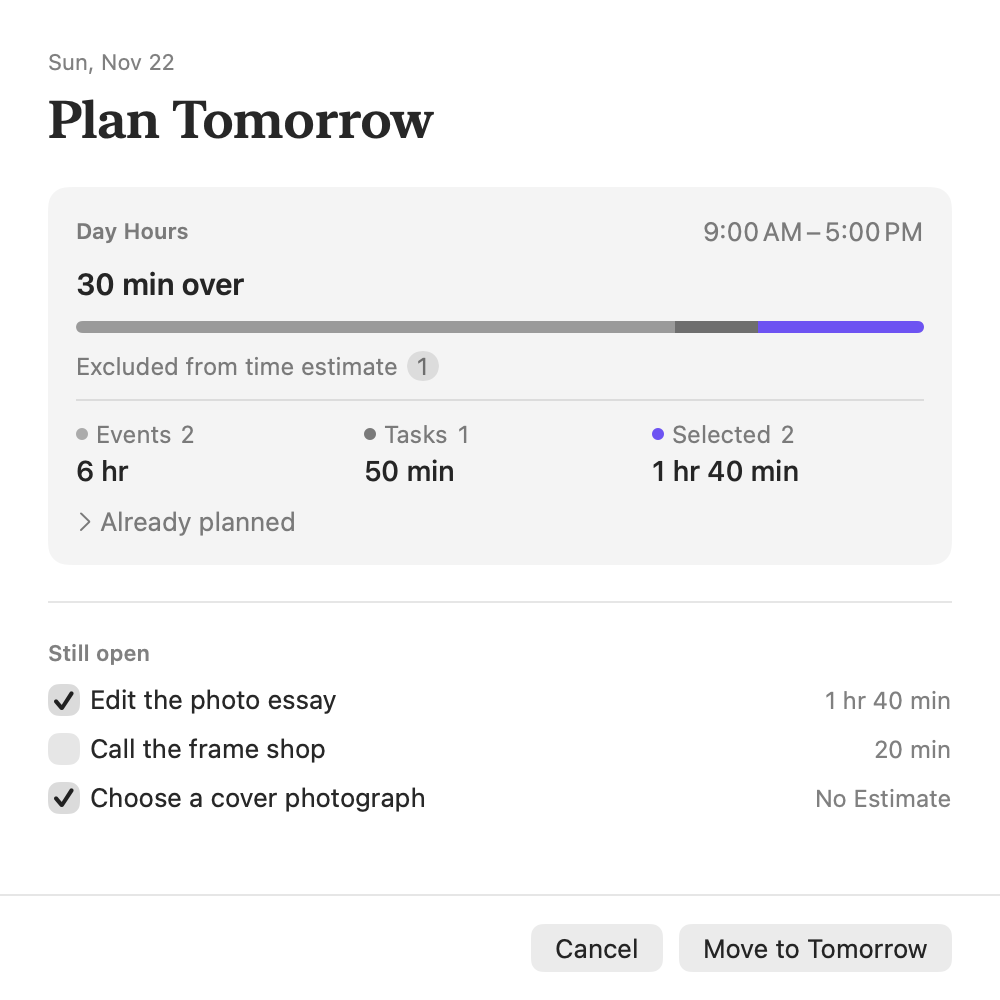 Sun, Nov 22
Plan Tomorrow
Day Hours 9:00 AM – 5:00 PM
30 min over
Excluded from time estimate 1
Events 2 Tasks 1 Selected 2
6 hr 50 min 1 hr 40 min
Already planned
Still open
Edit the photo essay 1 hr 40 min
Call the frame shop 20 min
Choose a cover photograph No Estimate
Cancel Move to Tomorrow